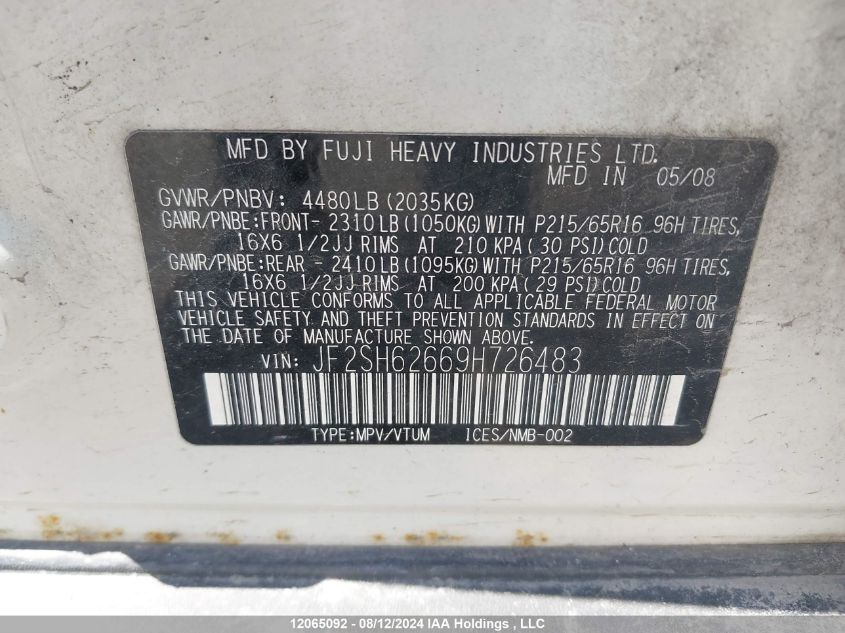 MFD BY FUJI HEAVY INDUSTRIES LTD.
MFD IN 05/08
GVWR/PNBV: 4480LB (2035KG)
GAWR/PNBE:FRONT- 2310LB(1050KG)WITH P215/65R16 96H TIRES,
16X6 1/2JJ RIMS AT 210 KPA( 30 PSI)COLD
GAWR/PNBE:REAR - 2410LB(1095KG)WITH P215/65R16 96H TIRES,
16X6 1/2JJ RIMS AT 200 KPA( 29 PSI)COLD
THIS VEHICLE CONFORMS TO ALL APPLICABLE FEDERAL MOTOR
VEHICLE SAFETY AND THEFT PREVENTION STANDARDS IN EFFECT ON
THE DATE OF MANUFACTURE SHOWN ABOVE.
VIN: JF2SH62669H726483
TYPE:MPV/VTUM ICES/NMB-002
12065092 - 08/12/2024 IAA Holdings, LLC